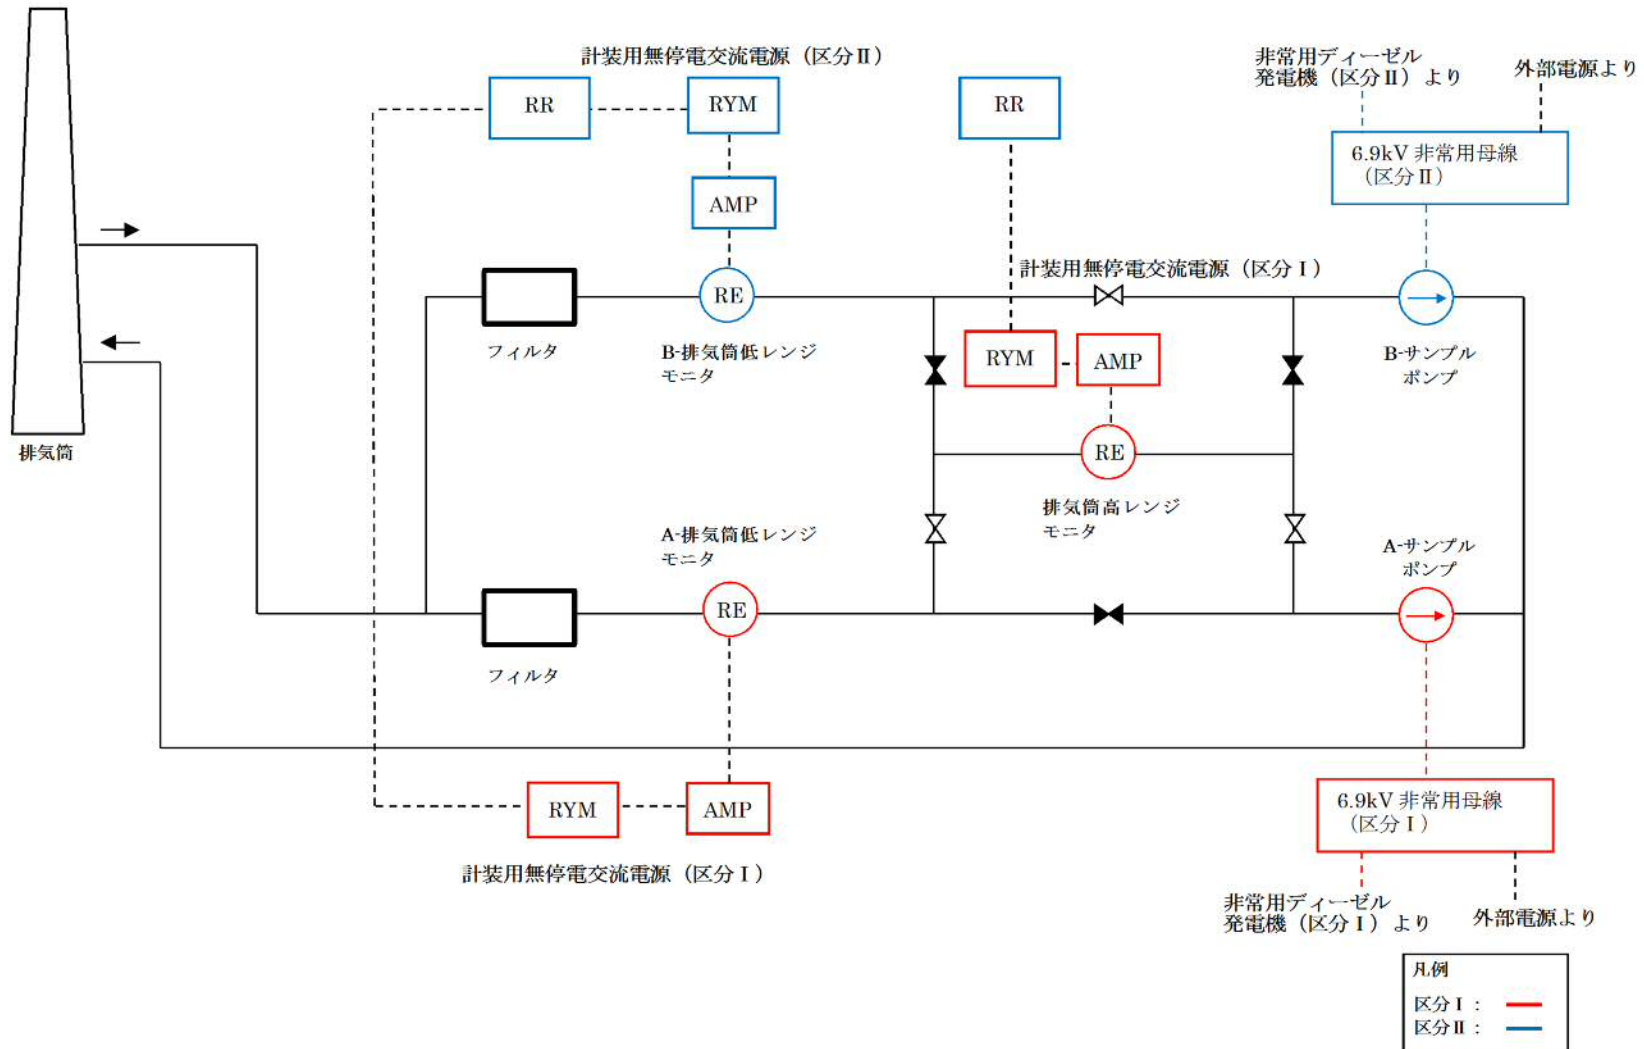 計装用無停電交流電源（区分Ⅱ）
非常用ディーゼル
発電機（区分Ⅱ）より
外部電源より
RR
RYM
RR
6.9kV 非常用母線
（区分Ⅱ）
AMP
計装用無停電交流電源（区分Ⅰ）
RE
フィルタ
B-排気筒低レンジ
モニタ
RYM
AMP
B-サンプル
ポンプ
排気筒
RE
排気筒高レンジ
モニタ
A-排気筒低レンジ
モニタ
A-サンプル
ポンプ
RE
フィルタ
RYM
AMP
6.9kV 非常用母線
（区分Ⅰ）
計装用無停電交流電源（区分Ⅰ）
非常用ディーゼル
発電機（区分Ⅰ）より
外部電源より
凡例
区分Ⅰ：
区分Ⅱ：